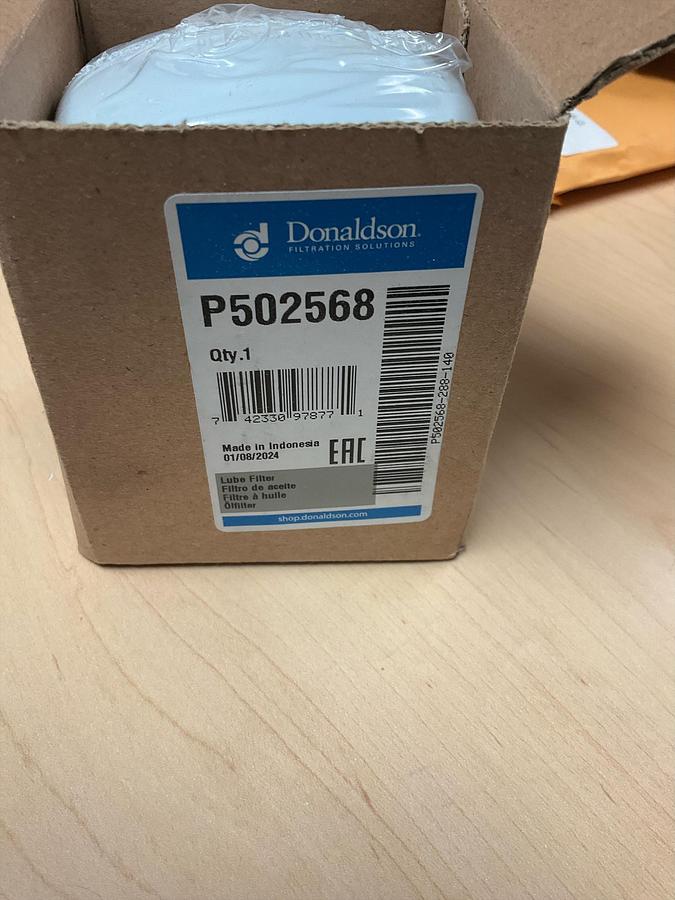 Donaldson.
FILTRATION SOLUTIONS
P502568
Qty.1
7 42330 97877 1
P502568-288-140
Made in Indonesia
01/08/2024
EAC
Lube Filter
Filtro de aceite
Filtre à huile
Ölfilter
shop.donaldson.com